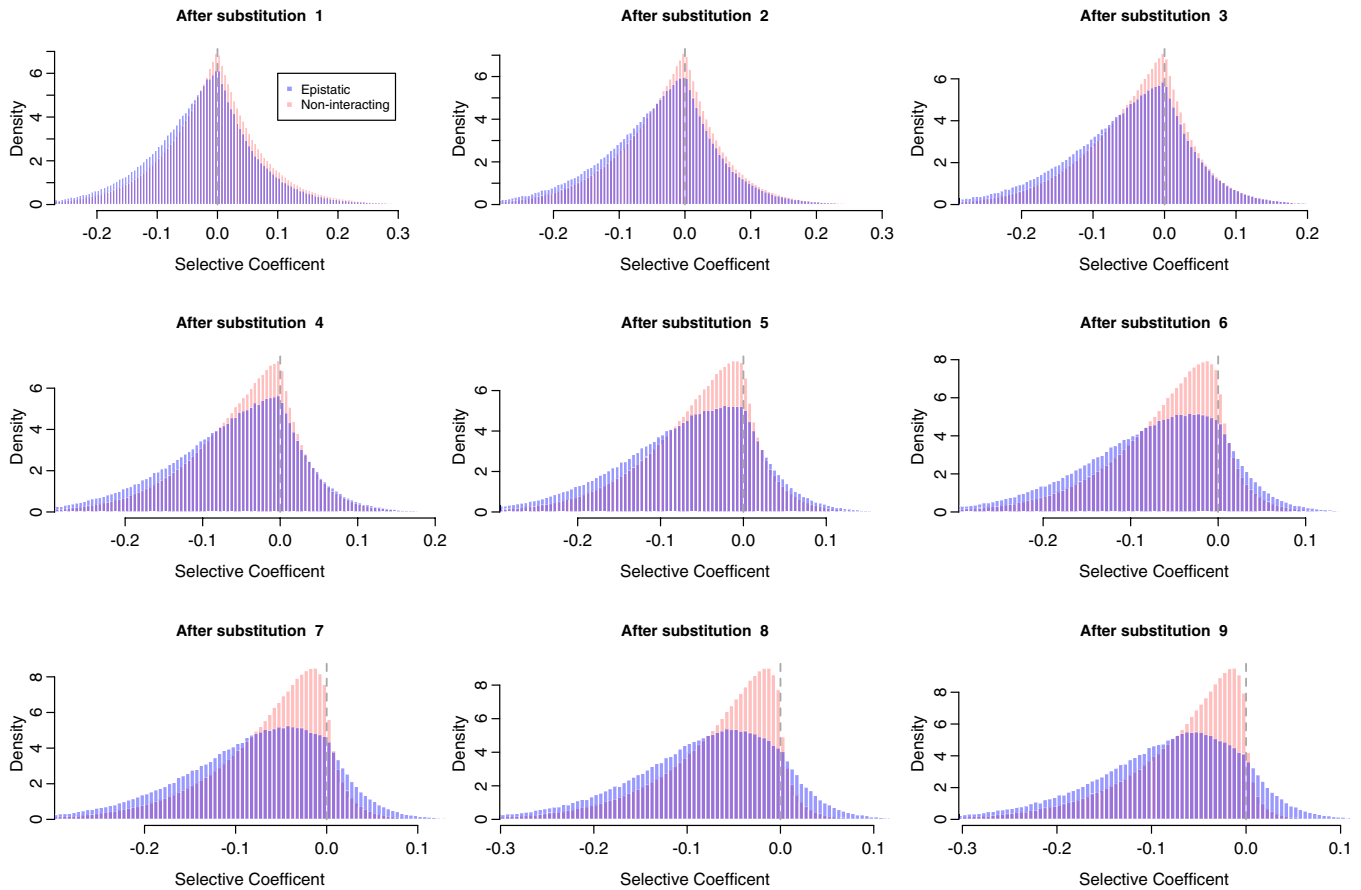 After substitution 1
After substitution 2
After substitution 3
Density
0 2 4 6
Epistatic
Non-interacting
-0.2 -0.1 0.0 0.1 0.2 0.3
Selective Coefficent
Density
0 2 4 6
-0.2 -0.1 0.0 0.1 0.2 0.3
Selective Coefficent
Density
0 2 4 6
-0.2 -0.1 0.0 0.1 0.2
Selective Coefficent
After substitution 4
After substitution 5
After substitution 6
Density
0 2 4 6
-0.2 -0.1 0.0 0.1 0.2
Selective Coefficent
Density
0 2 4 6
-0.2 -0.1 0.0 0.1
Selective Coefficent
Density
0 2 4 6 8
-0.2 -0.1 0.0 0.1
Selective Coefficent
After substitution 7
After substitution 8
After substitution 9
Density
0 2 4 6 8
-0.2 -0.1 0.0 0.1
Selective Coefficent
Density
0 2 4 6 8
-0.3 -0.2 -0.1 0.0 0.1
Selective Coefficent
Density
0 2 4 6 8
-0.3 -0.2 -0.1 0.0 0.1
Selective Coefficent